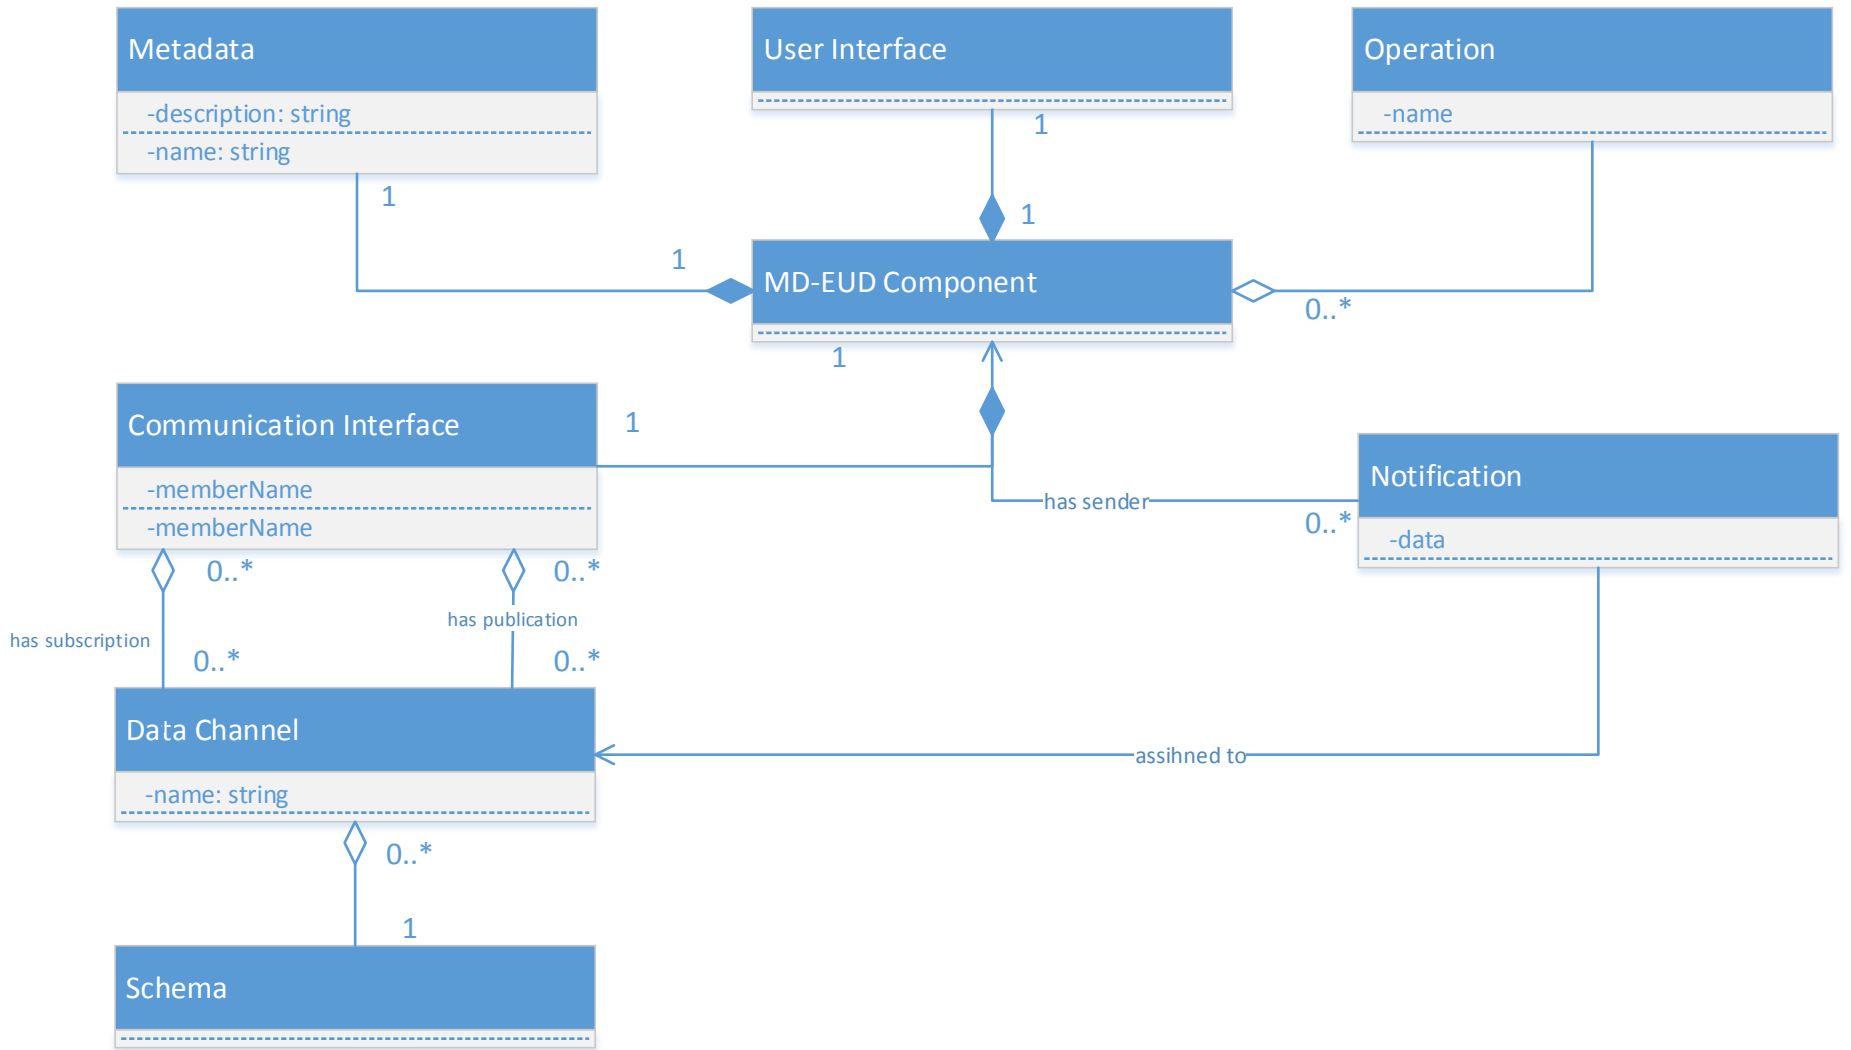 Metadata
-description: string
-name: string
1
User Interface
1
1
Operation
-name
1
MD-EUD Component
0..*
1
Communication Interface
-memberName
-memberName
1
has sender
0..*
Notification
-data
0..*
0..*
has subscription
has publication
0..*
0..*
Data Channel
-name: string
assihned to
0..*
1
Schema